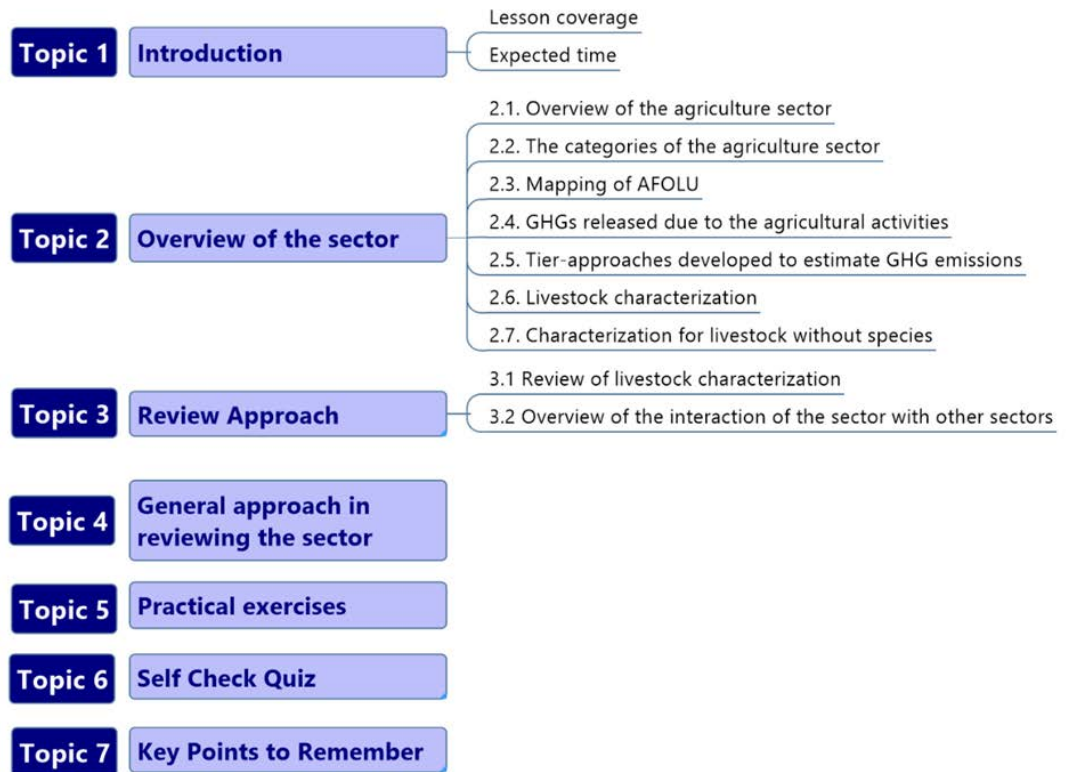 Topic 1
Introduction
Lesson coverage
Expected time
Topic 2
Overview of the sector
2.1. Overview of the agriculture sector
2.2. The categories of the agriculture sector
2.3. Mapping of AFOLU
2.4. GHGs released due to the agricultural activities
2.5. Tier-approaches developed to estimate GHG emissions
2.6. Livestock characterization
2.7. Characterization for livestock without species
Topic 3
Review Approach
3.1 Review of livestock characterization
3.2 Overview of the interaction of the sector with other sectors
Topic 4
General approach in
reviewing the sector
Topic 5
Practical exercises
Topic 6
Self Check Quiz
Topic 7
Key Points to Remember